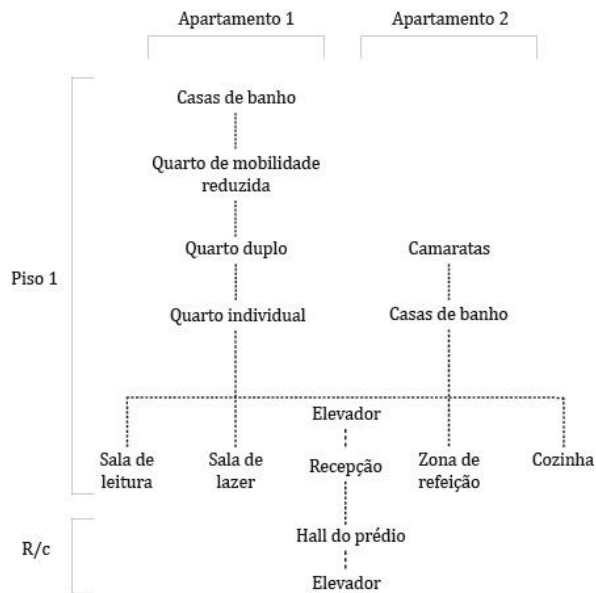 Apartamento 1
Apartamento 2
Casas de banho
Quarto de mobilidade
reduzida
Quarto duplo
Camaratas
Piso 1
Quarto individual
Casas de banho
Elevador
Sala de
leitura
Sala de
lazer
Recepção
Zona de
refeição
Cozinha
Hall do prédio
R/c
Elevador